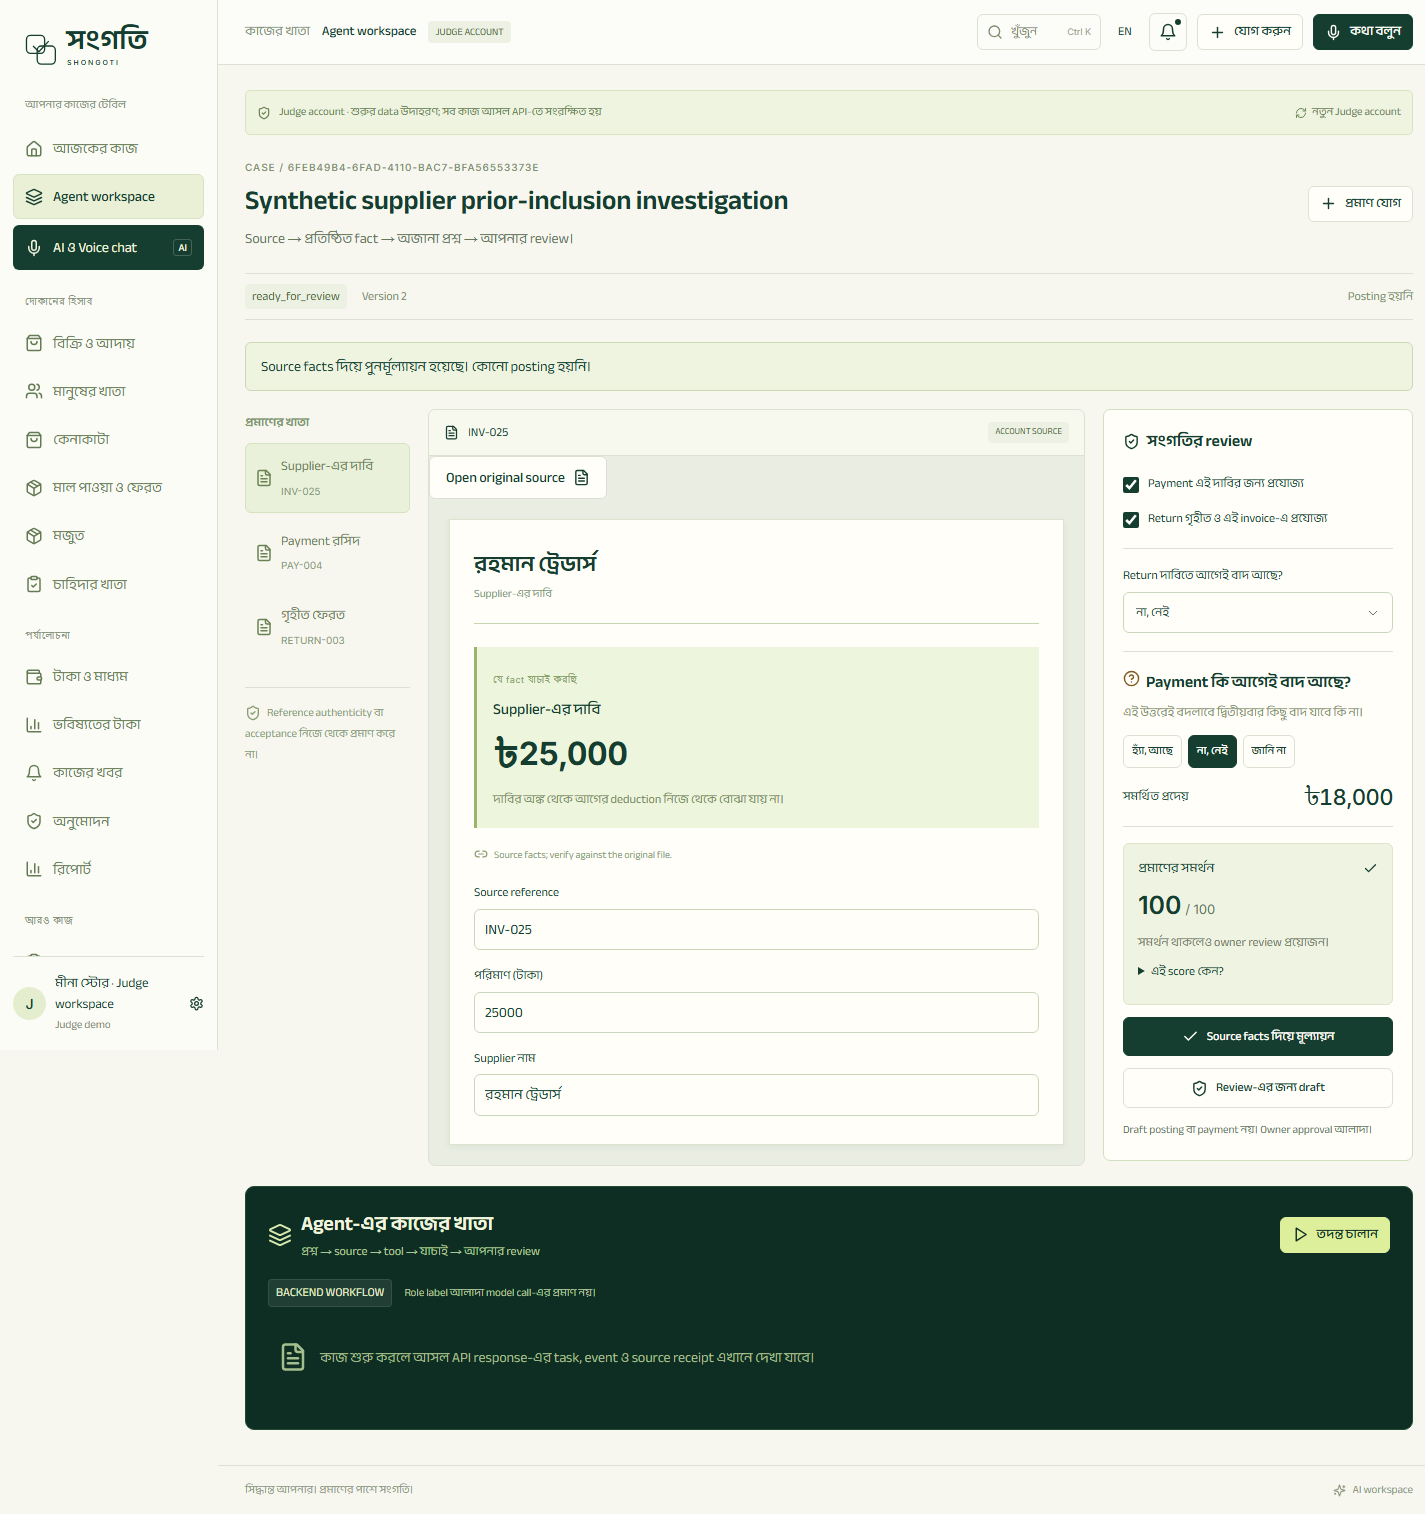 সংগতি
SHONGOTI
আপনার কাজের টেবিল
আজকের কাজ
Agent workspace
AI ও Voice chat AI
দোকানের হিসাব
বিক্রি ও আদায়
মানুষের খাতা
কেনাকাটা
মাল পাওয়া ও ফেরত
মজুত
চাহিদার খাতা
পর্যালোচনা
টাকা ও মাধ্যম
ভবিষ্যতের টাকা
কাজের খবর
অনুমোদন
রিপোর্ট
আরও কাজ
J
মীনা স্টোর · Judge
workspace
Judge demo
কাজের খাতা Agent workspace JUDGE ACCOUNT
খুঁজুন Ctrl K
EN
যোগ করুন
কথা বলুন
Judge account · শুরুর data উদাহরণ; সব কাজ আসল API-তে সংরক্ষিত হয়
নতুন Judge account
CASE / 6FEB49B4-6FAD-4110-BAC7-BFA56553373E
Synthetic supplier prior-inclusion investigation
প্রমাণ যোগ
Source → প্রতিষ্ঠিত fact → অজানা প্রশ্ন → আপনার review।
ready_for_review Version 2
Posting হয়নি
Source facts দিয়ে পুনর্মূল্যায়ন হয়েছে। কোনো posting হয়নি।
প্রমাণের খাতা
Supplier-এর দাবি
INV-025
Payment রসিদ
PAY-004
গৃহীত ফেরত
RETURN-003
Reference authenticity বা
acceptance নিজে থেকে প্রমাণ করে
না।
INV-025
ACCOUNT SOURCE
Open original source
রহমান ট্রেডার্স
Supplier-এর দাবি
যে fact যাচাই করছি
Supplier-এর দাবি
৳25,000
দাবির অঙ্ক থেকে আগের deduction নিজে থেকে বোঝা যায় না।
Source facts; verify against the original file.
Source reference
INV-025
পরিমাণ (টাকা)
25000
Supplier নাম
রহমান ট্রেডার্স
সংগতির review
Payment এই দাবির জন্য প্রযোজ্য
Return গৃহীত ও এই invoice-এ প্রযোজ্য
Return দাবিতে আগেই বাদ আছে?
না, নেই
Payment কি আগেই বাদ আছে?
এই উত্তরেই বদলাবে দ্বিতীয়বার কিছু বাদ যাবে কি না।
হ্যাঁ, আছে
না, নেই
জানি না
সমর্থিত প্রদেয়
৳18,000
প্রমাণের সমর্থন
100 / 100
সমর্থন থাকলেও owner review প্রয়োজন।
এই score কেন?
Source facts দিয়ে মূল্যায়ন
Review-এর জন্য draft
Draft posting বা payment নয়। Owner approval আলাদা।
Agent-এর কাজের খাতা
প্রশ্ন → source → tool → যাচাই → আপনার review
তদন্ত চালান
BACKEND WORKFLOW Role label আলাদা model call-এর প্রমাণ নয়।
কাজ শুরু করলে আসল API response-এর task, event ও source receipt এখানে দেখা যাবে।
সিদ্ধান্ত আপনার। প্রমাণের পাশে সংগতি।
AI workspace